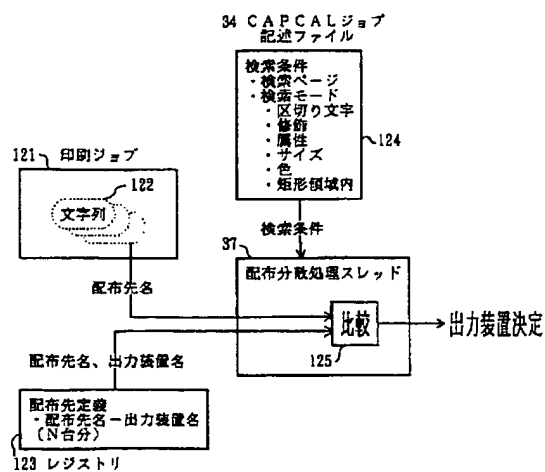 34 CAPCALジョブ
記述ファイル
検索条件
・検索ページ
・検索モード
・区切り文字
・修飾
・属性
・サイズ
・色
・矩形領域内
124
121 印刷ジョブ
122
文字列
検索条件
37
配布分散処理スレッド
配布先名
比較
125
出力装置決定
配布先名、出力装置名
配布先定義
・配布先名－出力装置名
(N台分)
123 レジストリ